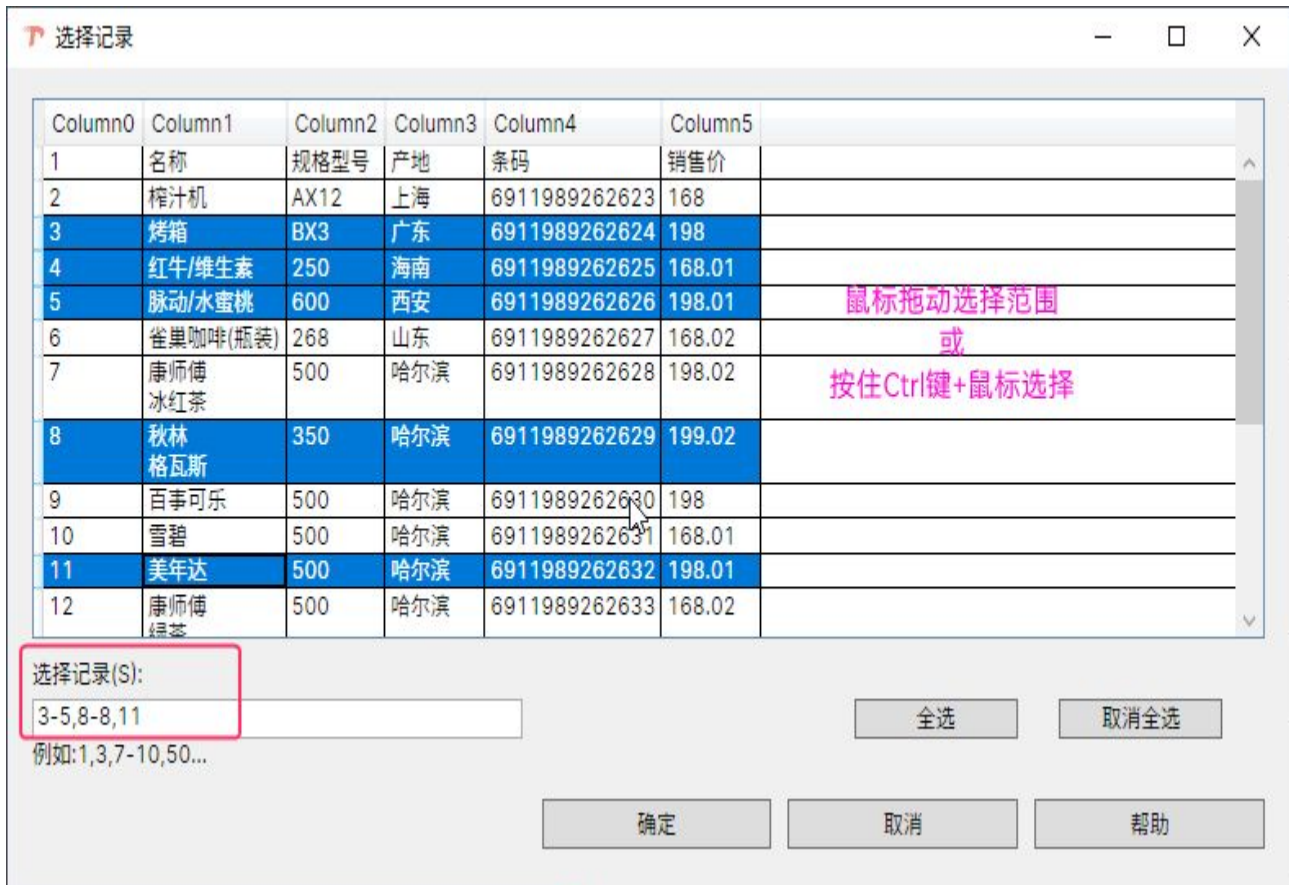 选择记录
Column0 Column1 Column2 Column3 Column4 Column5
1 名称 规格型号 产地 条码 销售价
2 榨汁机 AX12 上海 6911989262623 168
3 烤箱 BX3 广东 6911989262624 198
4 红牛/维生素 250 海南 6911989262625 168.01
5 脉动/水蜜桃 600 西安 6911989262626 198.01
鼠标拖动选择范围
6 雀巢咖啡(瓶装) 268 山东 6911989262627 168.02
或
7 康师傅 500 哈尔滨 6911989262628 198.02
冰红茶
按住Ctrl键+鼠标选择
8 秋林 350 哈尔滨 6911989262629 199.02
格瓦斯
9 百事可乐 500 哈尔滨 6911989262630 198
10 雪碧 500 哈尔滨 6911989262631 168.01
11 美年达 500 哈尔滨 6911989262632 198.01
12 康师傅 500 哈尔滨 6911989262633 168.02
绿茶
选择记录(S):
3-5,8-8,11
全选 取消全选
例如:1,3,7-10,50...
确定 取消 帮助